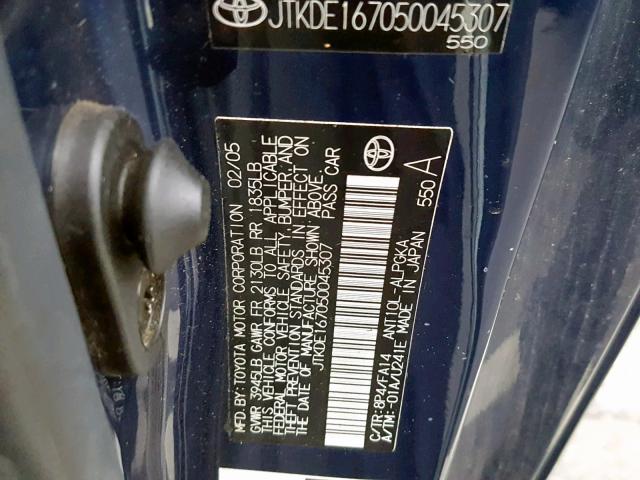 JTKDE167050045307
550
MFD.BY:TOYOTA MOTOR CORPORATION 02/05
GVWR 3945LB GAWR FR 2130LB RR 1835LB
THIS VEHICLE CONFORMS TO ALL APPLICABLE
FEDERAL MOTOR VEHICLE SAFETY, BUMPER, AND
THEFT PREVENTION STANDARDS IN EFFECT ON
DATE OF MANUFACTURE SHOWN ABOVE.
JTKDE167050045307 PASS CAR
C/TR:8P4/FA14 ANT10L-ALPGKA
A/TM:-01A/U241E MADE IN JAPAN 550 A